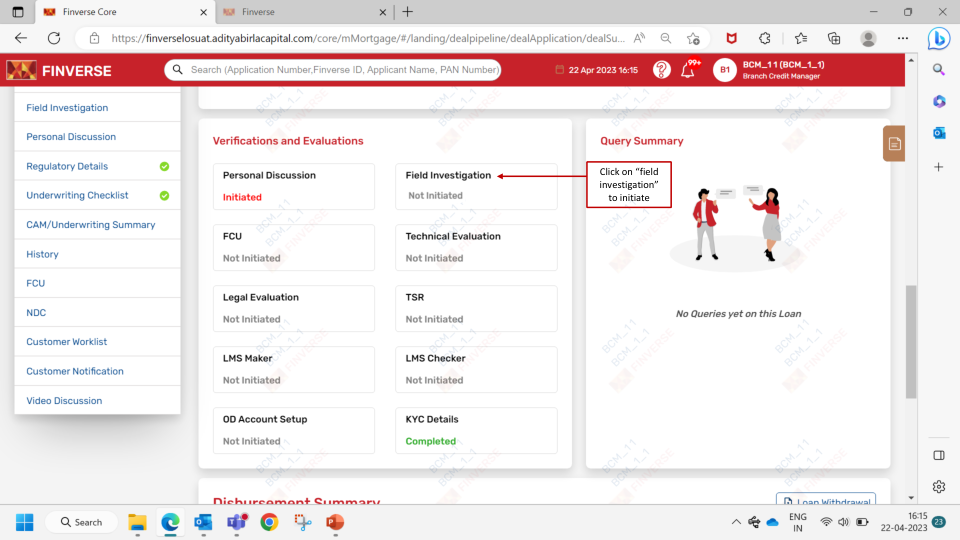 Finverse Core
Finverse
https://finverselosuat.adityabirlacapital.com/core/mMortgage/#/landing/dealpipeline/dealApplication/dealSu...
FINVERSE
Search (Application Number,Finverse ID, Applicant Name, PAN Number)
22 Apr 2023 16:15
99+
B1
BCM_1 1 (BCM_1_1)
Branch Credit Manager
Field Investigation
Personal Discussion
Regulatory Details
Underwriting Checklist
CAM/Underwriting Summary
History
FCU
NDC
Customer Worklist
Customer Notification
Video Discussion
Verifications and Evaluations
Personal Discussion
Initiated
Field Investigation
Not Initiated
FCU
Not Initiated
Technical Evaluation
Not Initiated
Legal Evaluation
Not Initiated
TSR
Not Initiated
LMS Maker
Not Initiated
LMS Checker
Not Initiated
OD Account Setup
Not Initiated
KYC Details
Completed
Query Summary
Click on “field
investigation”
to initiate
No Queries yet on this Loan
Disbursement Summary
Loan Withdrawal
BCM_1_1
FINVERSE
Search
ENG
IN
16:15
22-04-2023
23